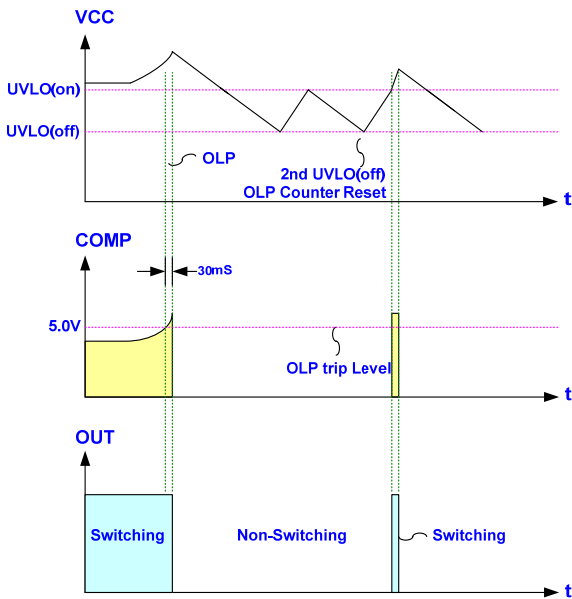 VCC
UVLO(on)
UVLO(off)
OLP
2nd UVLO(off)
OLP Counter Reset
t
COMP
30mS
5.0V
OLP trip Level
t
OUT
Switching
Non-Switching
Switching
t